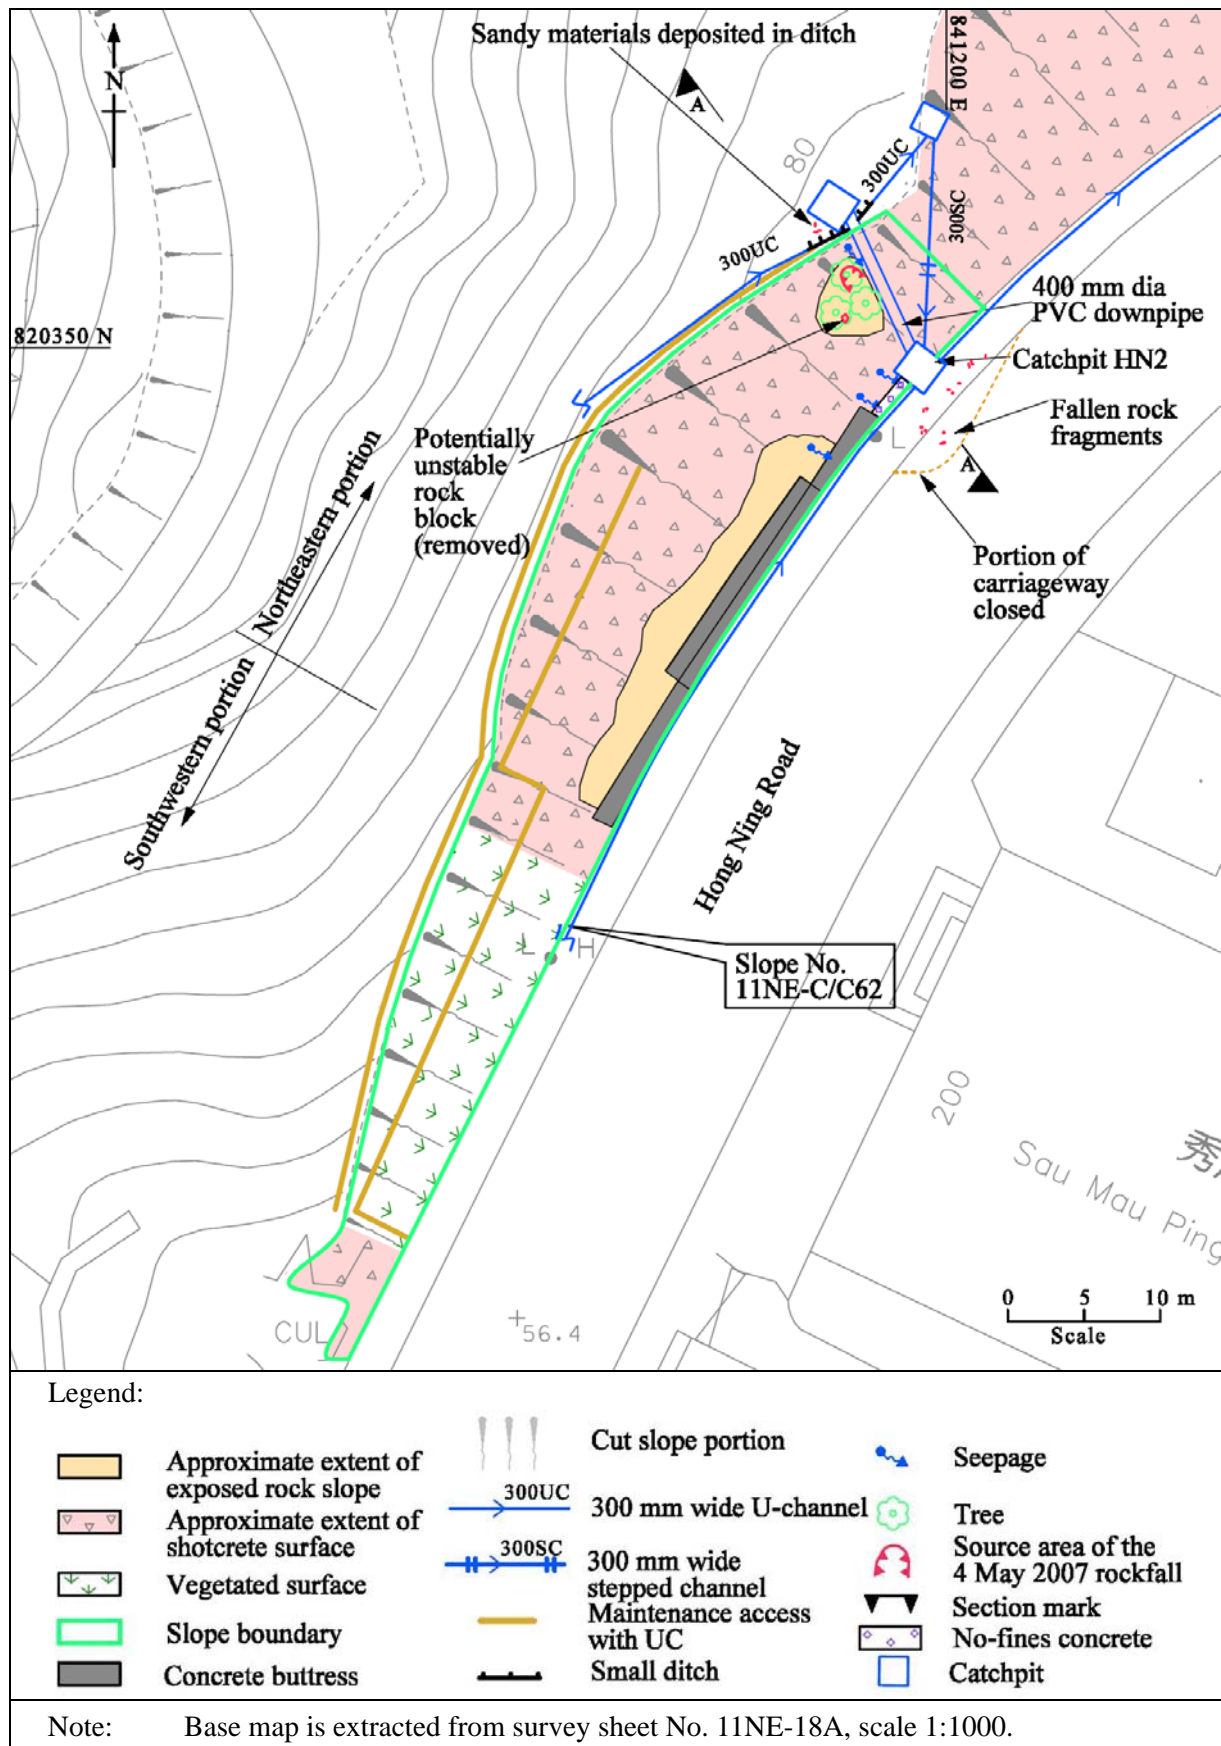 Sandy materials deposited in ditch
841200 E
N
A
80
300UC
300UC
300SC
400 mm dia
PVC downpipe
820350 N
Catchpit HN2
Fallen rock
fragments
L
A
Potentially
unstable
rock
block
(removed)
Portion of
carriageway
closed
Northeastern portion
Southwestern portion
Hong Ning Road
L
H
Slope No.
11NE-C/C62
200
Sau Mau Ping
秀
0 5 10 m
Scale
CUL
56.4
Legend:
Approximate extent of
exposed rock slope
Approximate extent of
shotcrete surface
Vegetated surface
Slope boundary
Concrete buttress
Cut slope portion
300UC
300 mm wide U-channel
300SC
300 mm wide
stepped channel
Maintenance access
with UC
Small ditch
Seepage
Tree
Source area of the
4 May 2007 rockfall
Section mark
No-fines concrete
Catchpit
Note: Base map is extracted from survey sheet No. 11NE-18A, scale 1:1000.